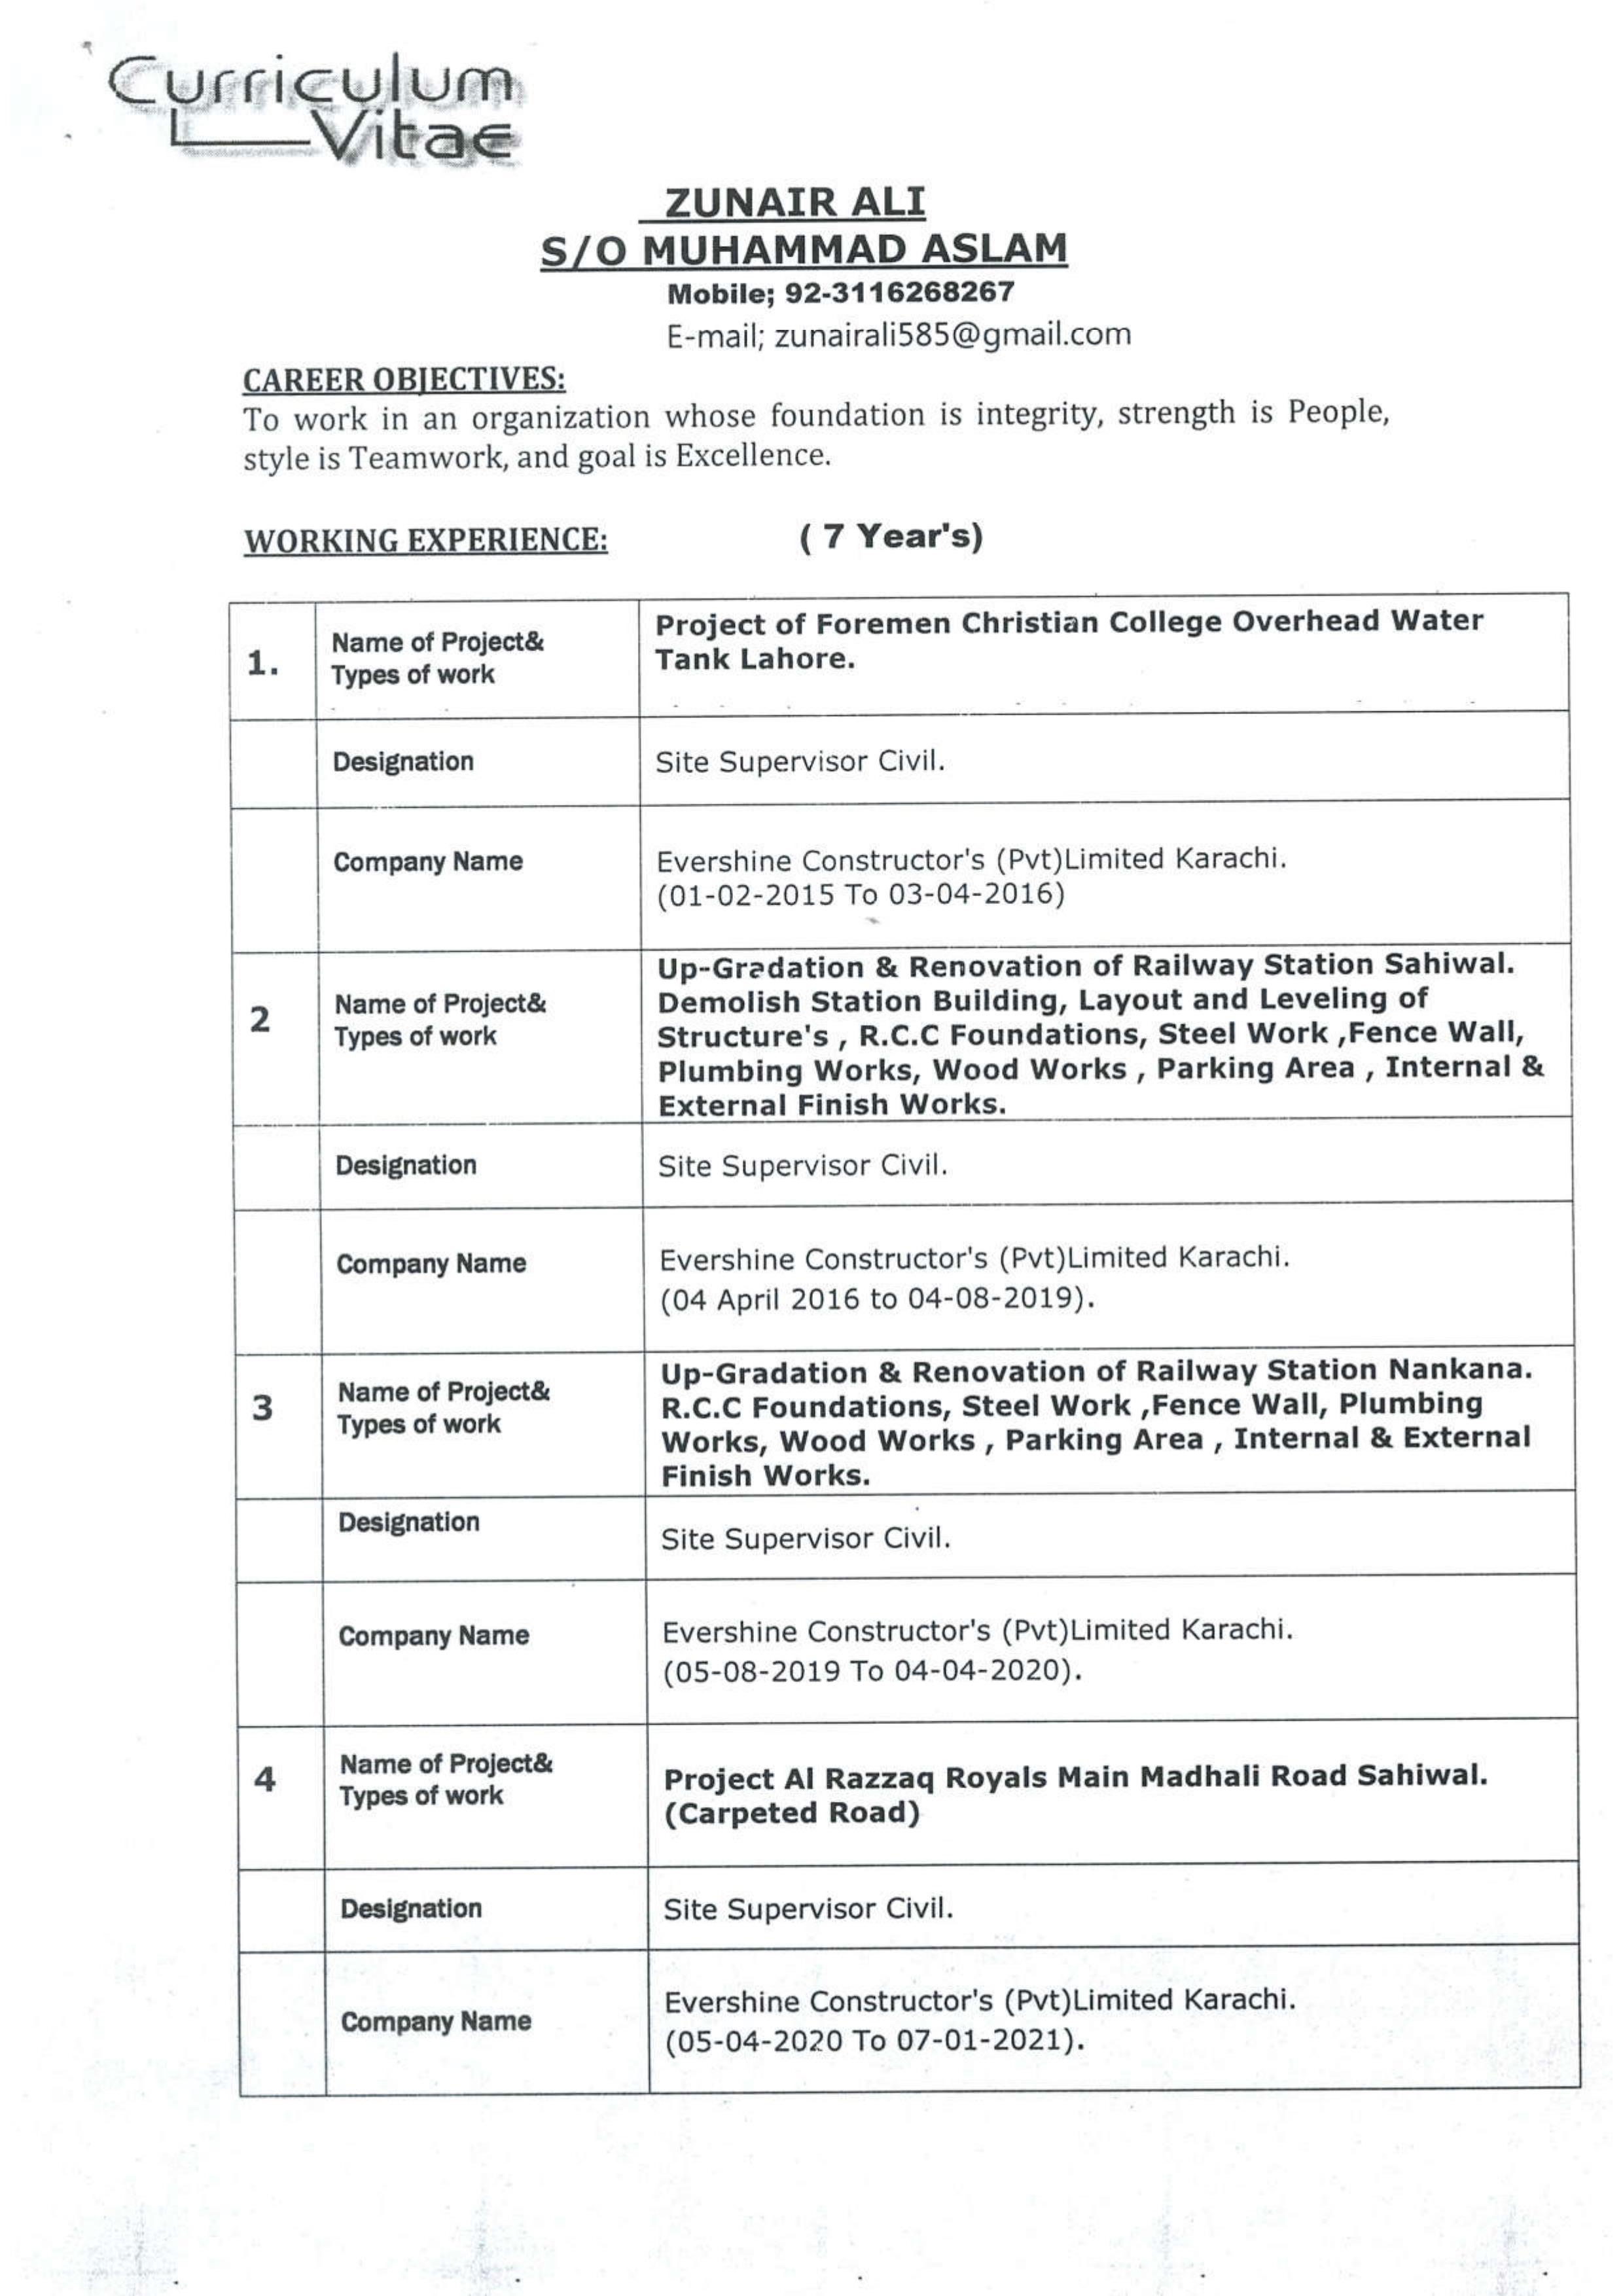 Curriculum
Vitae
ZUNAIR ALI
S/O MUHAMMAD ASLAM
Mobile; 92-3116268267
E-mail; zunairali585@gmail.com
CAREER OBJECTIVES:
To work in an organization whose foundation is integrity, strength is People,
style is Teamwork, and goal is Excellence.
WORKING EXPERIENCE: ( 7 Year's)
1.
Name of Project&
Types of work
Project of Foremen Christian College Overhead Water
Tank Lahore.
Designation
Site Supervisor Civil.
Company Name
Evershine Constructor's (Pvt)Limited Karachi.
(01-02-2015 To 03-04-2016)
2
Name of Project&
Types of work
Up-Gradation & Renovation of Railway Station Sahiwal.
Demolish Station Building, Layout and Leveling of
Structure's , R.C.C Foundations, Steel Work ,Fence Wall,
Plumbing Works, Wood Works , Parking Area , Internal &
External Finish Works.
Designation
Site Supervisor Civil.
Company Name
Evershine Constructor's (Pvt)Limited Karachi.
(04 April 2016 to 04-08-2019).
3
Name of Project&
Types of work
Up-Gradation & Renovation of Railway Station Nankana.
R.C.C Foundations, Steel Work ,Fence Wall, Plumbing
Works, Wood Works , Parking Area , Internal & External
Finish Works.
Designation
Site Supervisor Civil.
Company Name
Evershine Constructor's (Pvt)Limited Karachi.
(05-08-2019 To 04-04-2020).
4
Name of Project&
Types of work
Project Al Razzaq Royals Main Madhali Road Sahiwal.
(Carpeted Road)
Designation
Site Supervisor Civil.
Company Name
Evershine Constructor's (Pvt)Limited Karachi.
(05-04-2020 To 07-01-2021).